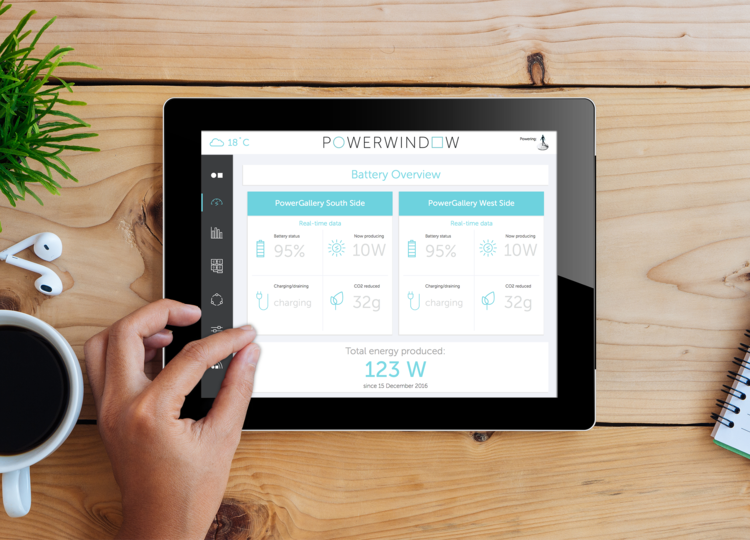 18°C
POWERWINDOW
Powering:
Battery Overview
PowerGallery South Side
Real-time data
Battery status
95%
Now producing
10W
Charging/draining
charging
CO2 reduced
32g
PowerGallery West Side
Real-time data
Battery status
95%
Now producing
10W
Charging/draining
charging
CO2 reduced
32g
Total energy produced:
123 W
since 15 December 2016